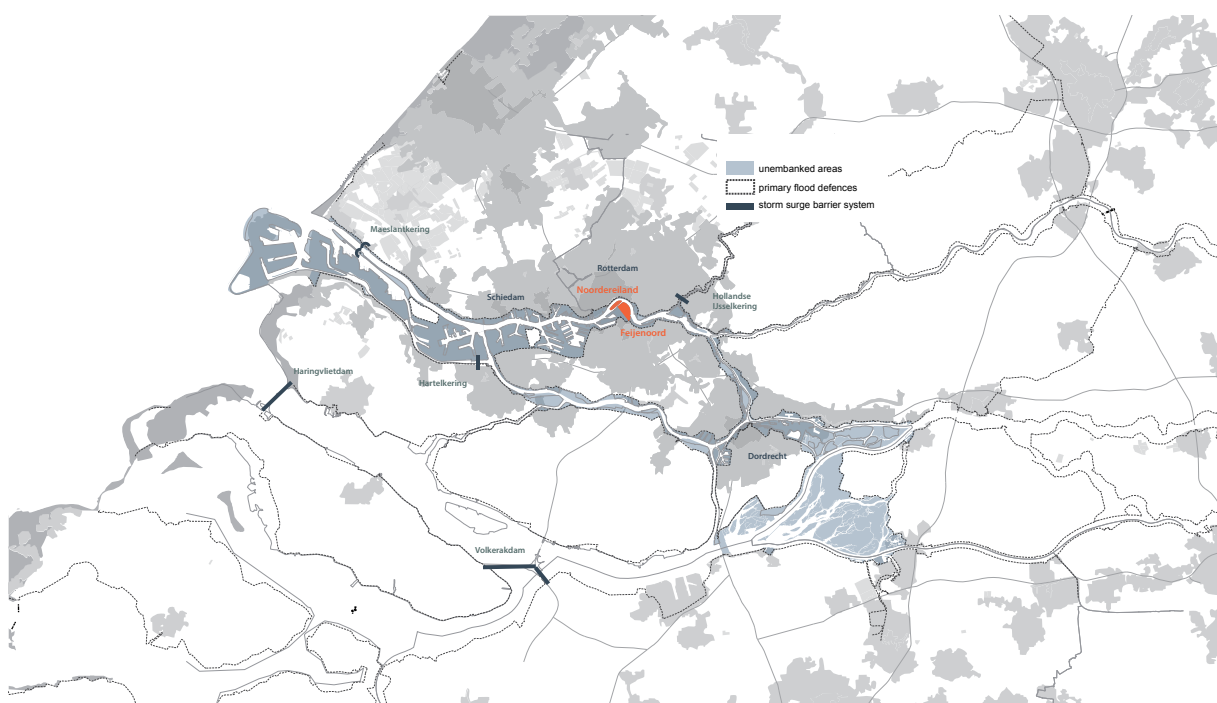 unembanked areas
primary flood defences
storm surge barrier system
Maeslantkering
Rotterdam
Noordereiland
Schiedam
Hollandse
IJsselkering
Feijenoord
Haringvlietdam
Hartelkering
Dordrecht
Volkerakdam